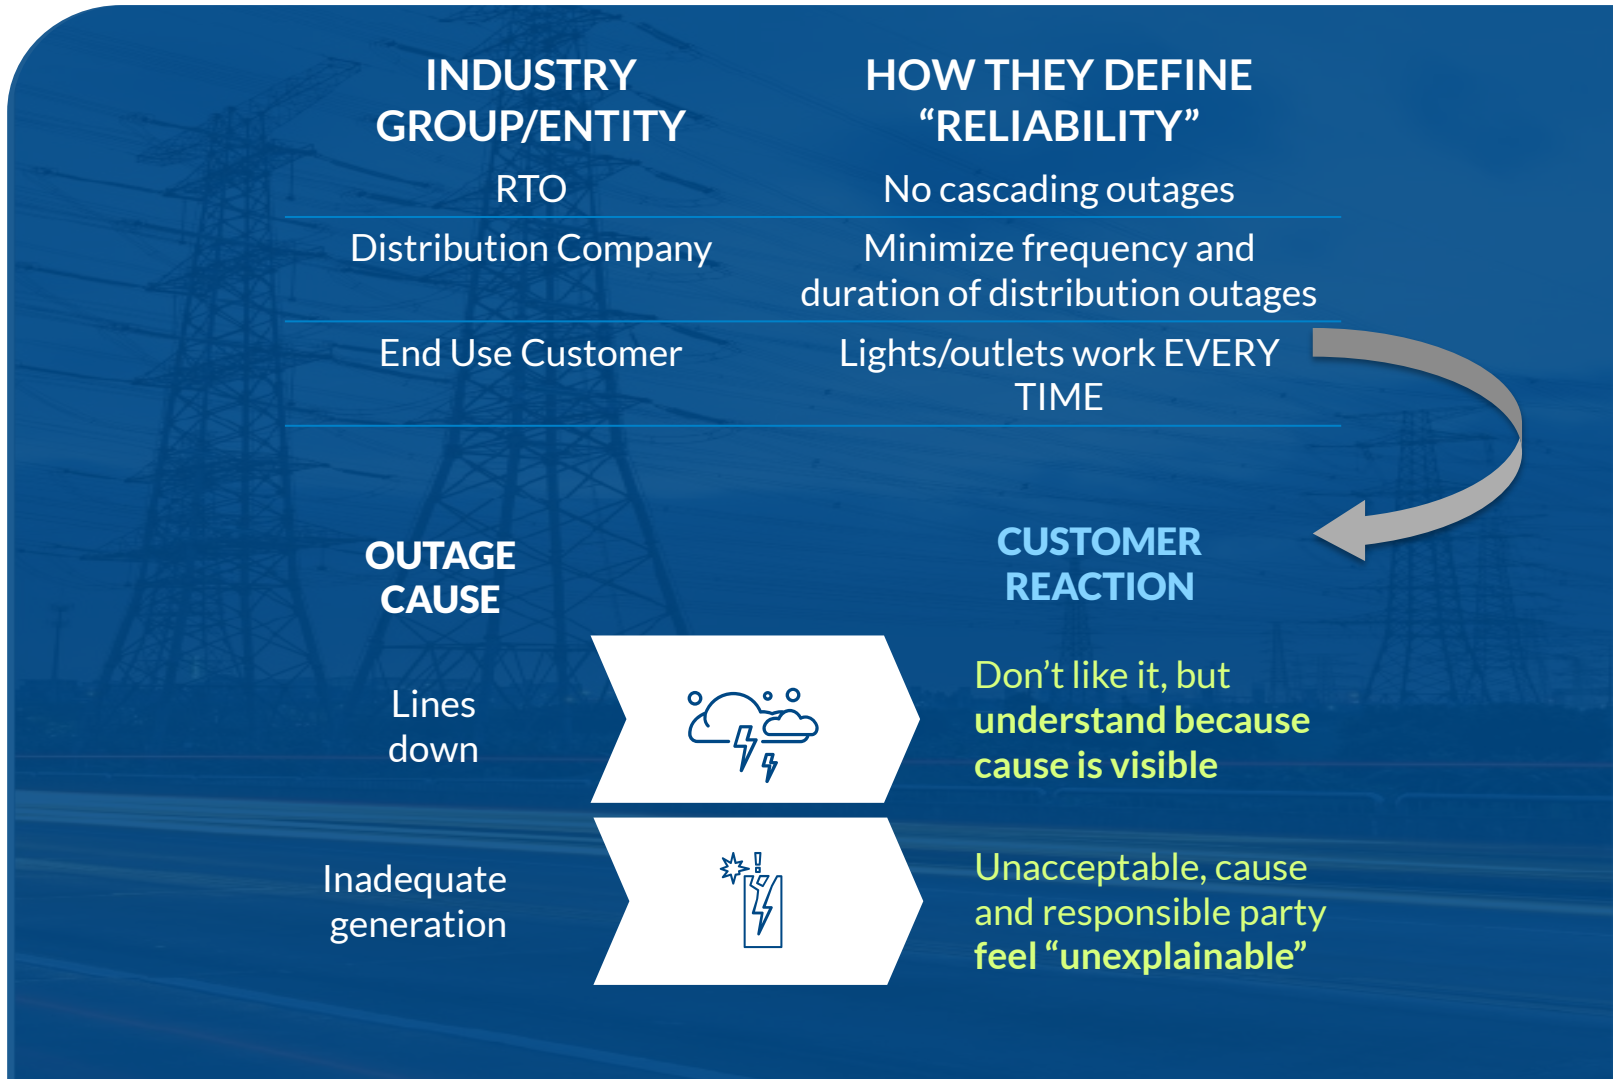 INDUSTRY
GROUP/ENTITY
HOW THEY DEFINE
“RELIABILITY”
RTO
No cascading outages
Distribution Company
Minimize frequency and
duration of distribution outages
End Use Customer
Lights/outlets work EVERY
TIME
OUTAGE
CAUSE
CUSTOMER
REACTION
Lines
down
Don’t like it, but
understand because
cause is visible
Inadequate
generation
!
Unacceptable, cause
and responsible party
feel “unexplainable”